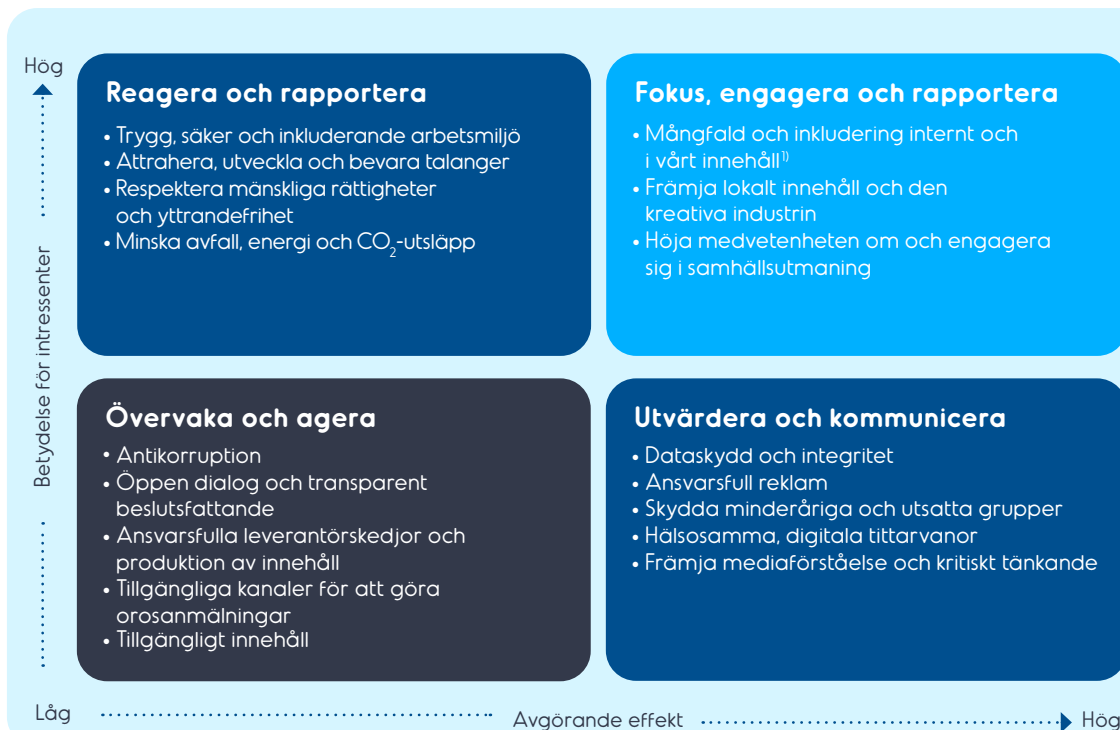 Hög
Betydelse för intressenter
Reagera och rapportera
• Trygg, säker och inkluderande arbetsmiljö
• Attrahera, utveckla och bevara talanger
• Respektera mänskliga rättigheter
och yttrandefrihet
• Minska avfall, energi och CO₂-utsläpp
Fokus, engagera och rapportera
• Mångfald och inkludering internt och
i vårt innehåll¹⁾
• Främja lokalt innehåll och den
kreativa industrin
• Höja medvetenheten om och engagera
sig i samhällsutmaning
Övervaka och agera
• Antikorruption
• Öppen dialog och transparent
beslutsfattande
• Ansvarsfulla leverantörskedjor och
produktion av innehåll
• Tillgängliga kanaler för att göra
orosanmälningar
• Tillgängligt innehåll
Utvärdera och kommunicera
• Dataskydd och integritet
• Ansvarsfull reklam
• Skydda minderåriga och utsatta grupper
• Hälsosamma, digitala tittarvanor
• Främja mediaförståelse och kritiskt tänkande
Låg
Avgörande effekt
Hög